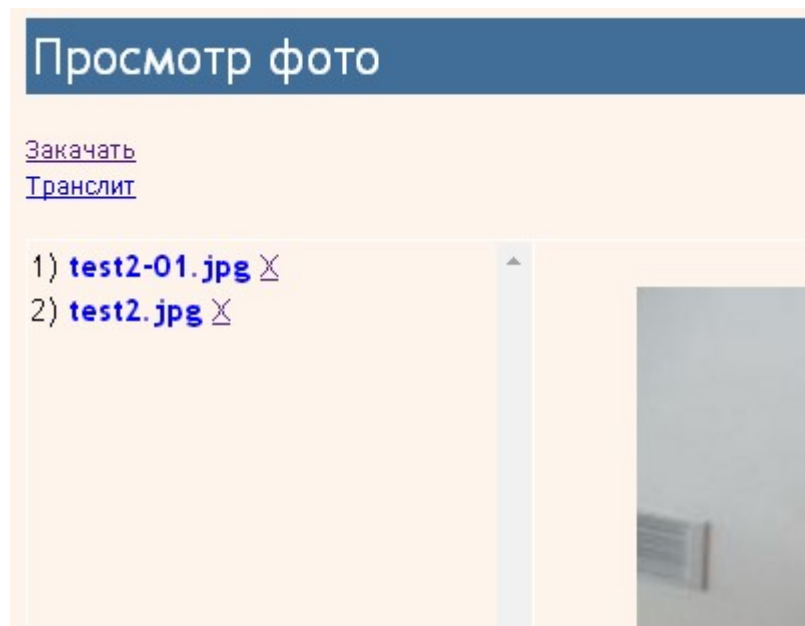 Просмотр фото
Закачать
Транслит
1) test2-01.jpg X
2) test2.jpg X